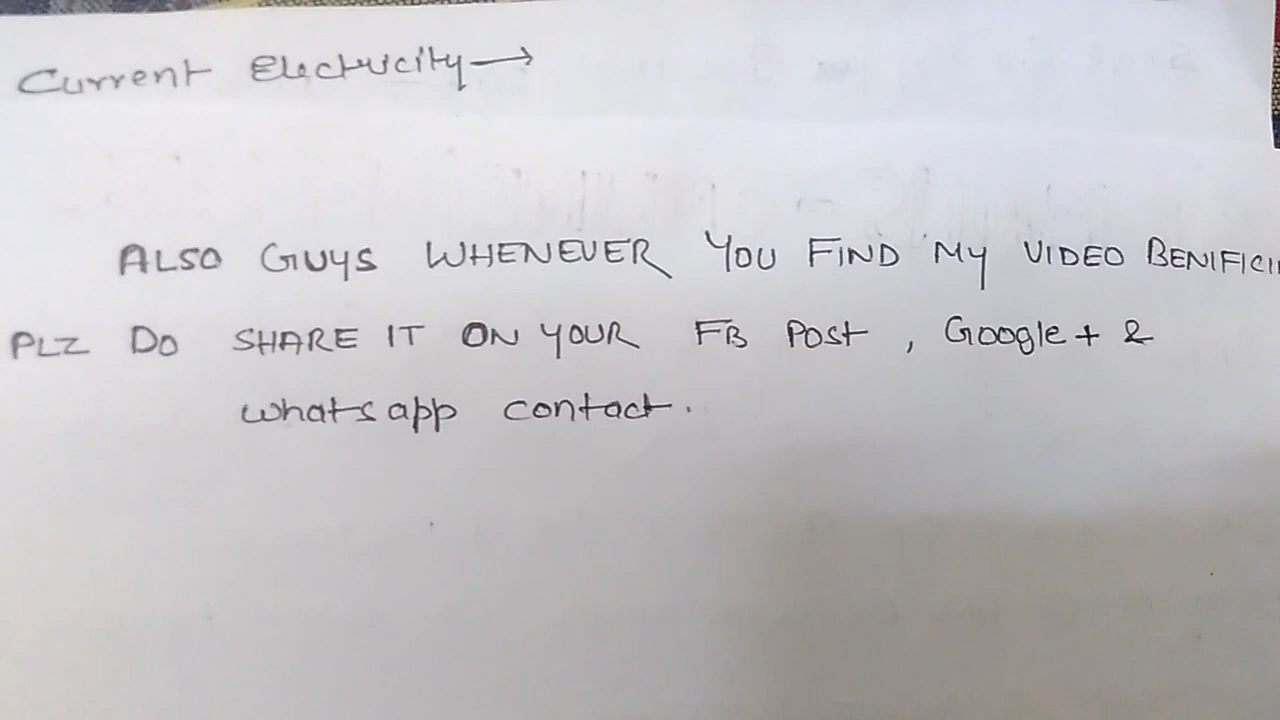 Current Electricity →
ALSO GUYS WHENEVER YOU FIND MY VIDEO BENIFICI
PLZ DO SHARE IT ON YOUR FB Post , Google + &
whatsapp contact.